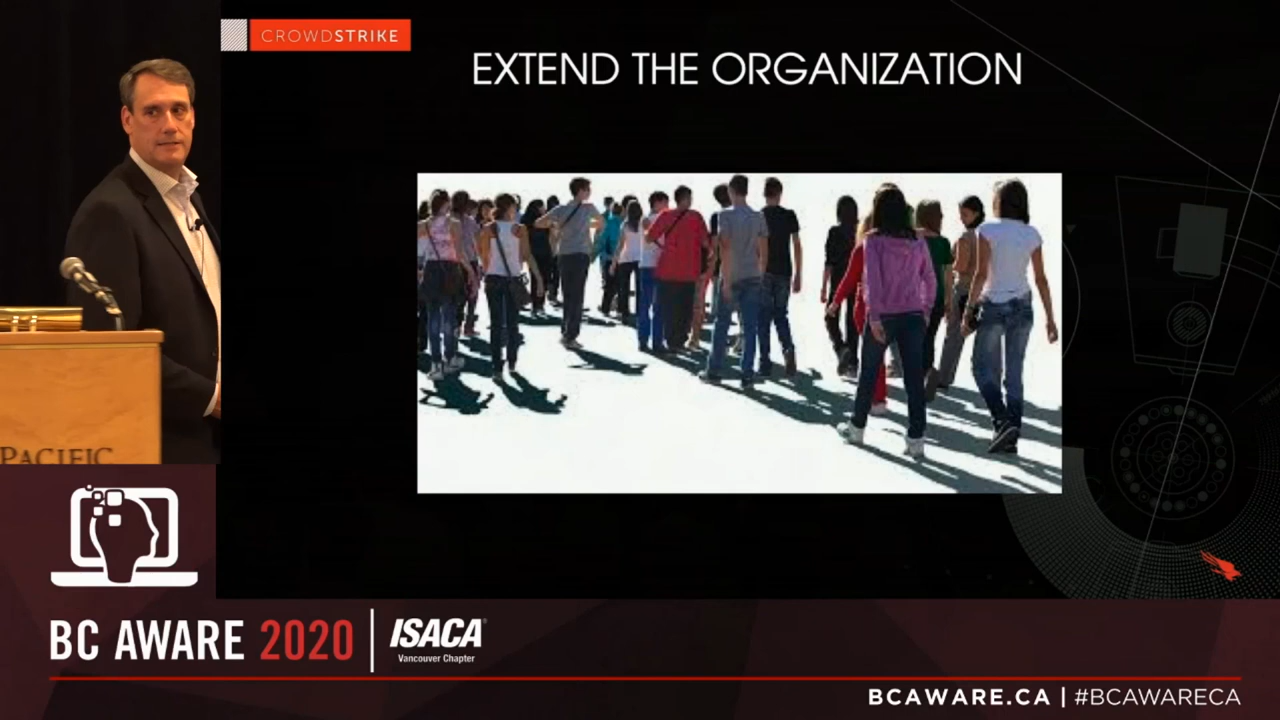 CROWDSTRIKE
EXTEND THE ORGANIZATION
PACIFIC
BC AWARE 2020
ISACA
Vancouver Chapter
BCAWARE.CA | #BCAWARECA